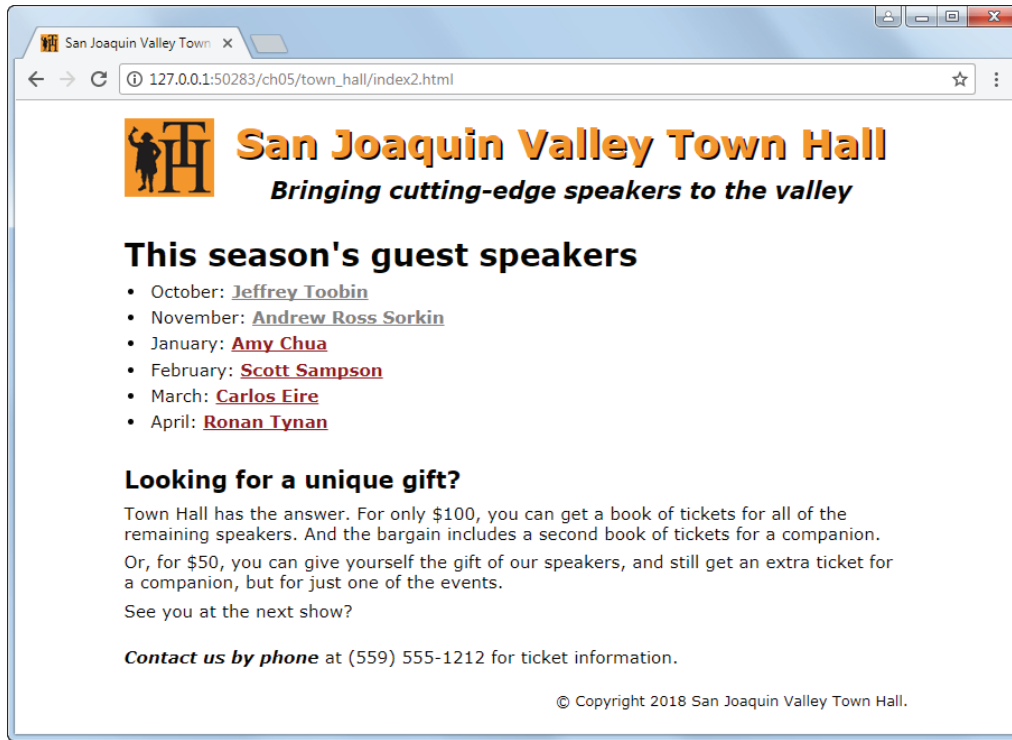 San Joaquin Valley Town
127.0.0.1:50283/ch05/town_hall/index2.html
TH
San Joaquin Valley Town Hall
Bringing cutting-edge speakers to the valley
This season's guest speakers
• October: Jeffrey Toobin
• November: Andrew Ross Sorkin
• January: Amy Chua
• February: Scott Sampson
• March: Carlos Eire
• April: Ronan Tynan
Looking for a unique gift?
Town Hall has the answer. For only $100, you can get a book of tickets for all of the
remaining speakers. And the bargain includes a second book of tickets for a companion.
Or, for $50, you can give yourself the gift of our speakers, and still get an extra ticket for
a companion, but for just one of the events.
See you at the next show?
Contact us by phone at (559) 555-1212 for ticket information.
© Copyright 2018 San Joaquin Valley Town Hall.